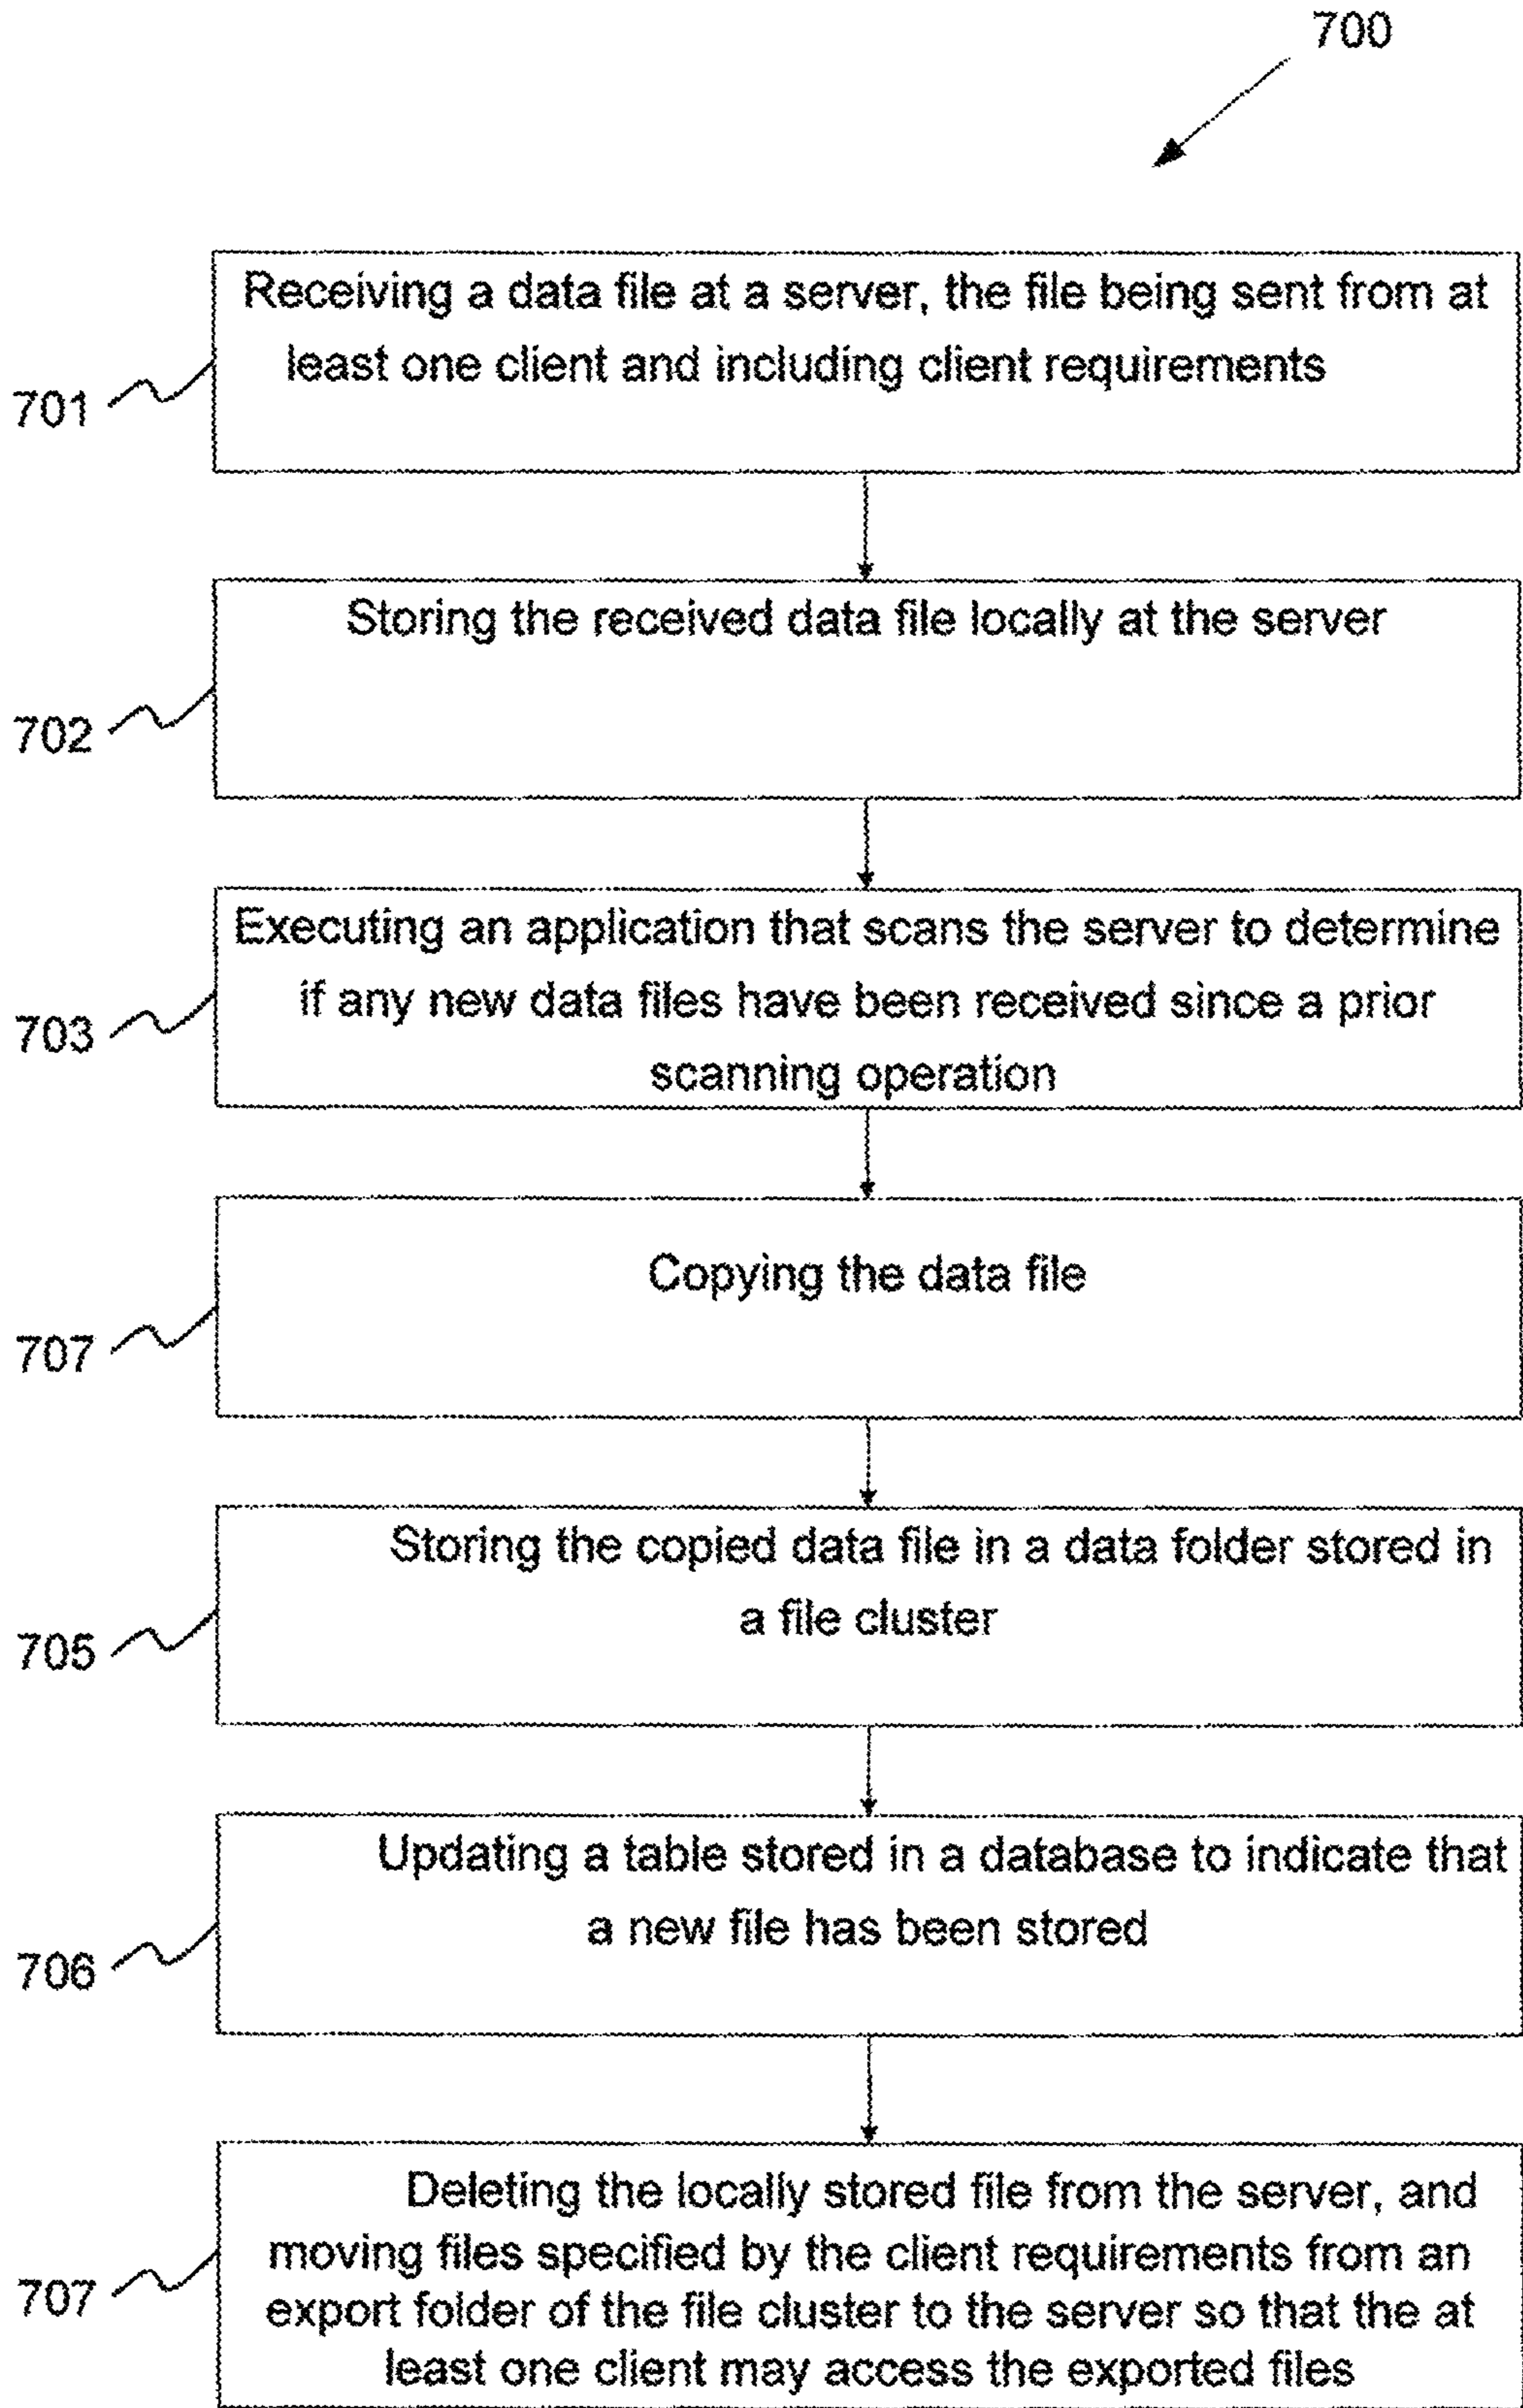 700
Receiving a data file at a server, the file being sent from at
least one client and including client requirements
701
Storing the received data file locally at the server
702
Executing an application that scans the server to determine
if any new data files have been received since a prior
scanning operation
703
Copying the data file
707
Storing the copied data file in a data folder stored in
a file cluster
705
Updating a table stored in a database to indicate that
a new file has been stored
706
Deleting the locally stored file from the server, and
moving files specified by the client requirements from an
export folder of the file cluster to the server so that the at
least one client may access the exported files
707